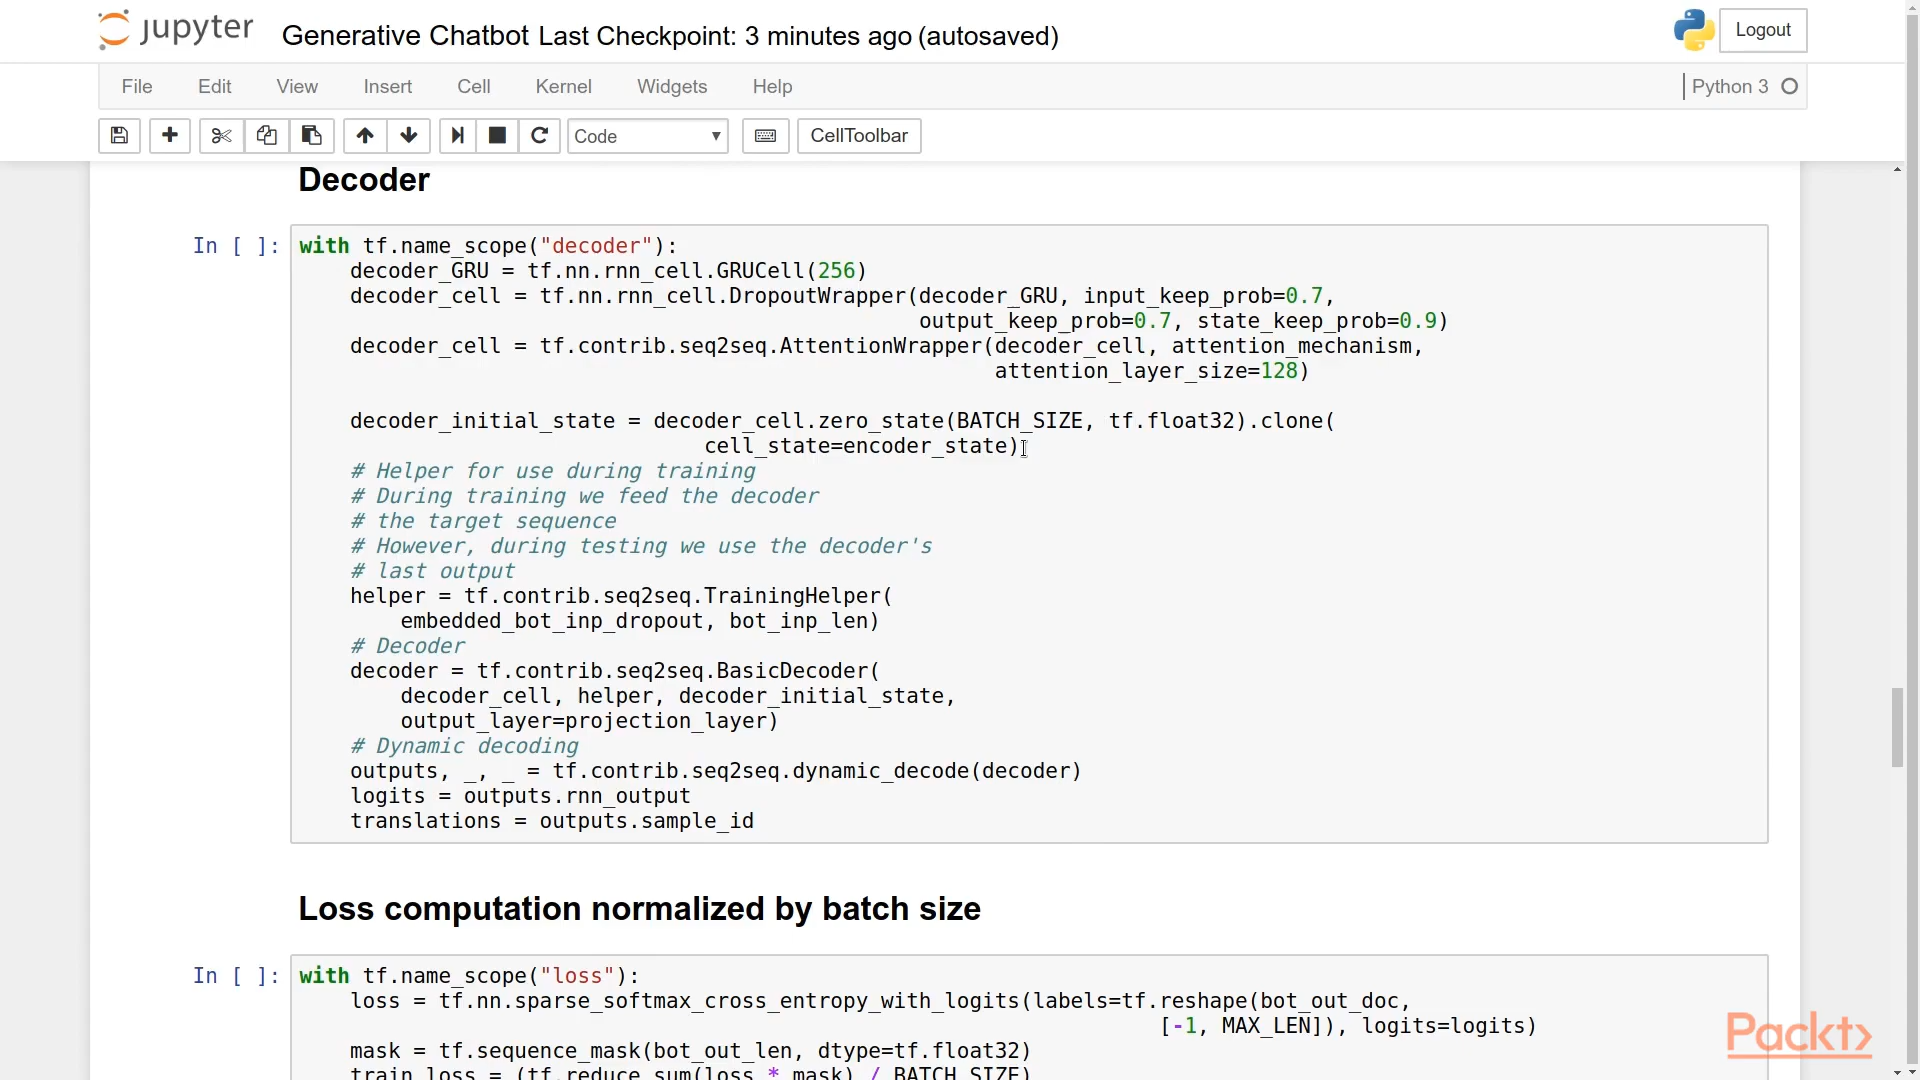 jupyter Generative Chatbot Last Checkpoint: 3 minutes ago (autosaved) Logout
File Edit View Insert Cell Kernel Widgets Help Python 3
Code CellToolbar
Decoder
In [ ]: with tf.name_scope("decoder"):
    decoder_GRU = tf.nn.rnn_cell.GRUCell(256)
    decoder_cell = tf.nn.rnn_cell.DropoutWrapper(decoder_GRU, input_keep_prob=0.7,
                                                 output_keep_prob=0.7, state_keep_prob=0.9)
    decoder_cell = tf.contrib.seq2seq.AttentionWrapper(decoder_cell, attention_mechanism,
                                                       attention_layer_size=128)
    decoder_initial_state = decoder_cell.zero_state(BATCH_SIZE, tf.float32).clone(
                                cell_state=encoder_state)
    # Helper for use during training
    # During training we feed the decoder
    # the target sequence
    # However, during testing we use the decoder's
    # last output
    helper = tf.contrib.seq2seq.TrainingHelper(
        embedded_bot_inp_dropout, bot_inp_len)
    # Decoder
    decoder = tf.contrib.seq2seq.BasicDecoder(
        decoder_cell, helper, decoder_initial_state,
        output_layer=projection_layer)
    # Dynamic decoding
    outputs, _, _ = tf.contrib.seq2seq.dynamic_decode(decoder)
    logits = outputs.rnn_output
    translations = outputs.sample_id
Loss computation normalized by batch size
In [ ]: with tf.name_scope("loss"):
    loss = tf.nn.sparse_softmax_cross_entropy_with_logits(labels=tf.reshape(bot_out_doc,
                                                                    [-1, MAX_LEN]), logits=logits)
    mask = tf.sequence_mask(bot_out_len, dtype=tf.float32)
    train_loss = (tf.reduce_sum(loss * mask) / BATCH_SIZE)
Packt>